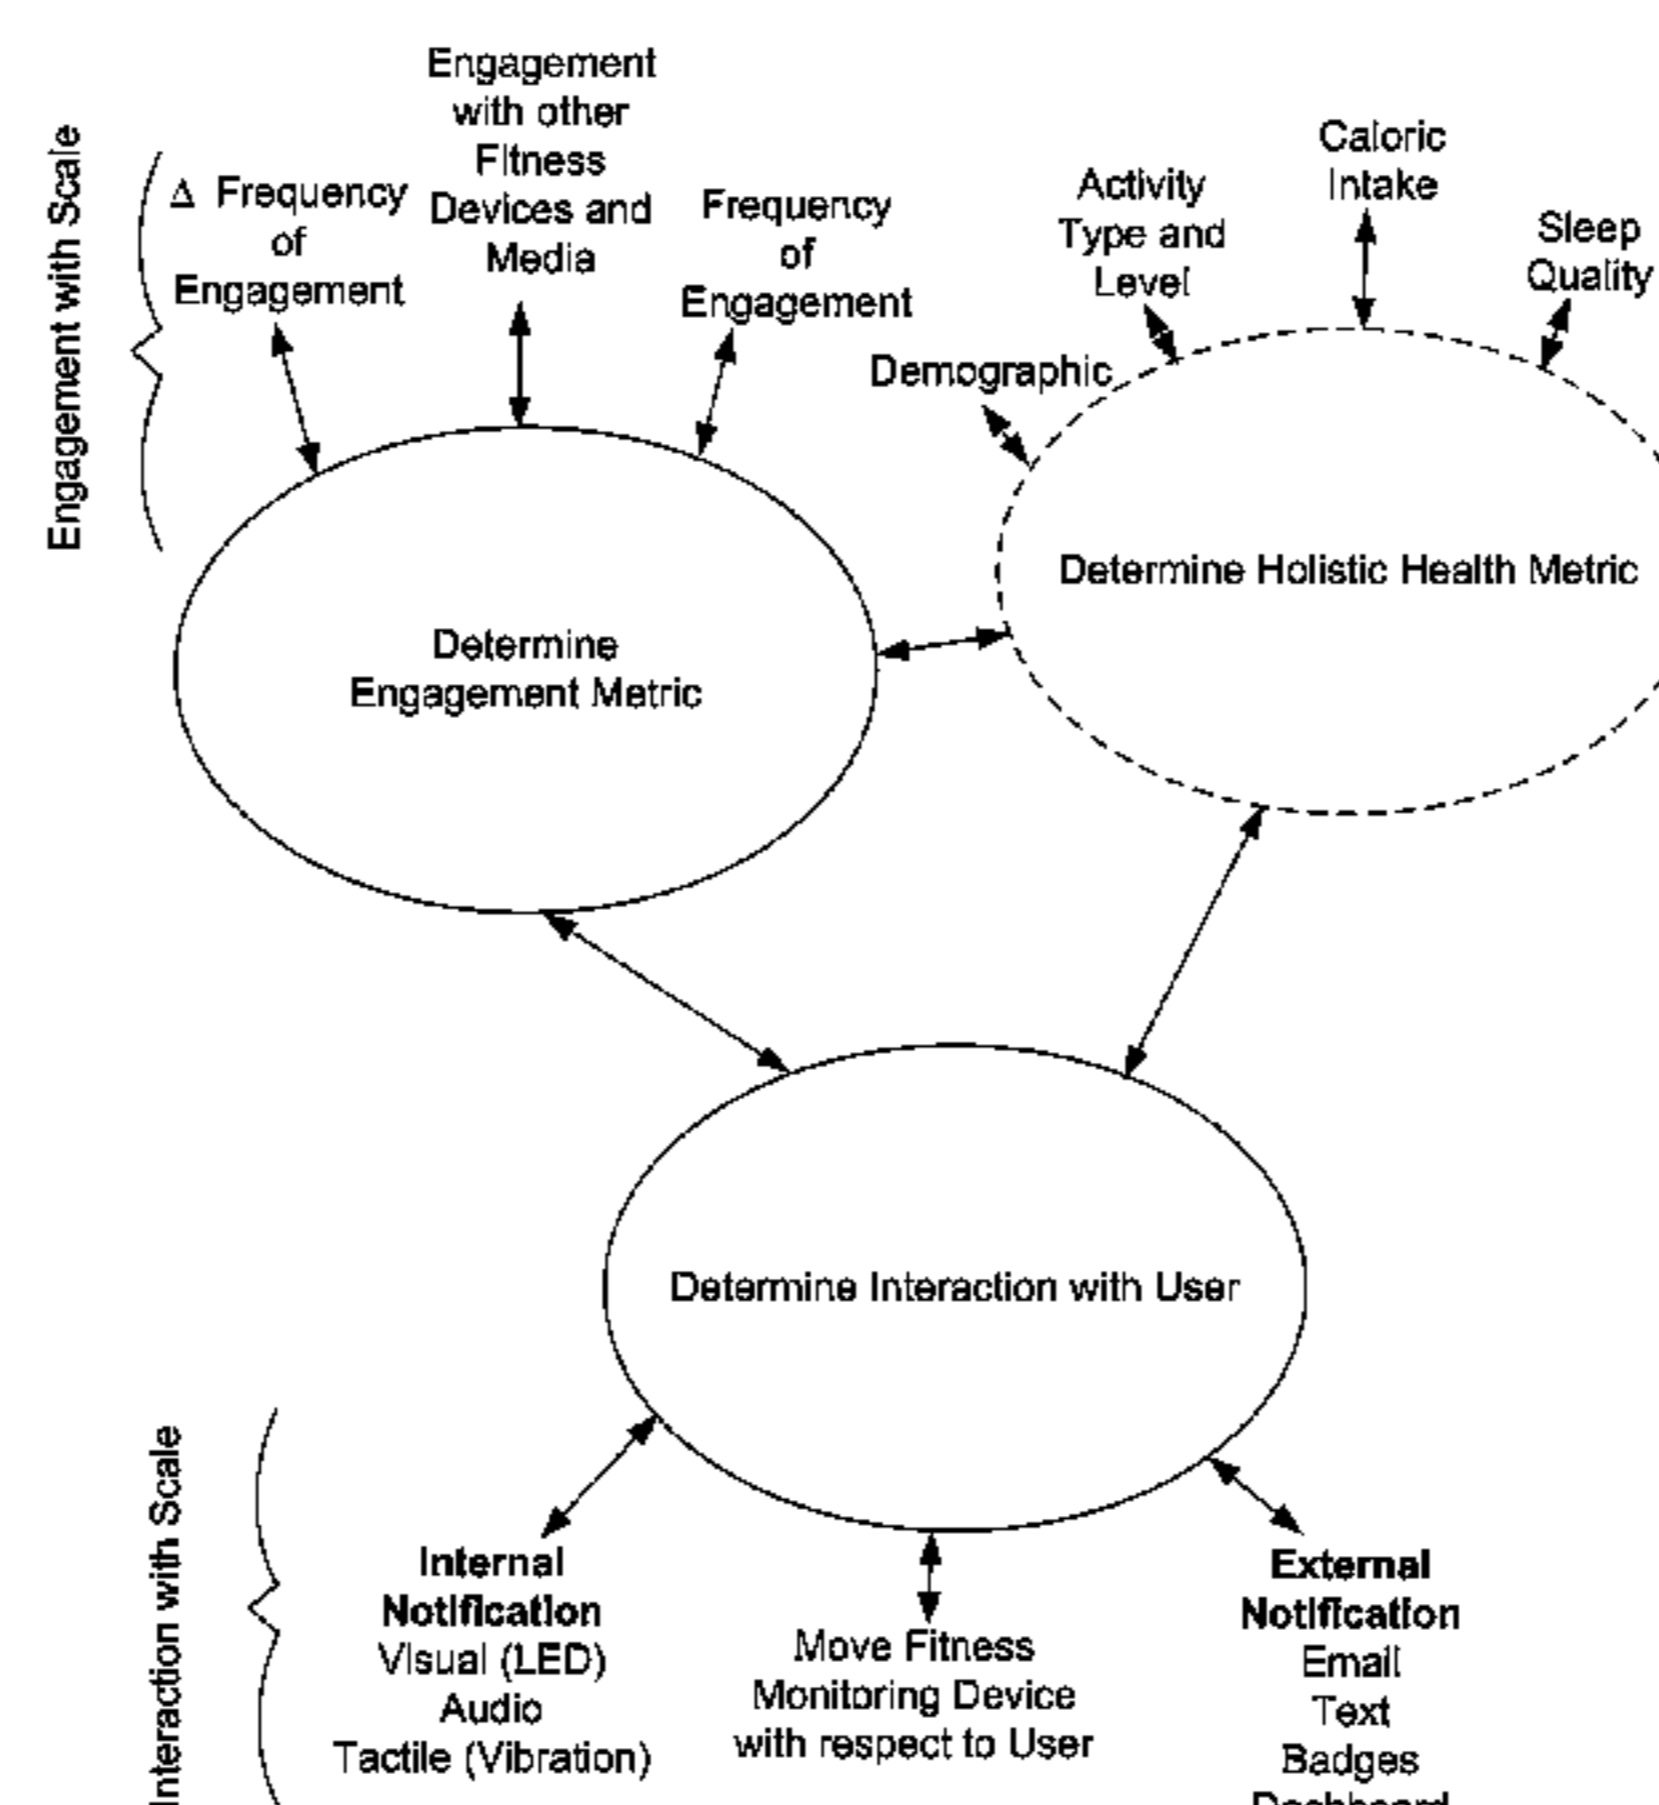 Engagement with Scale
Δ Frequency
of
Engagement
Engagement
with other
Fitness
Devices and
Media
Frequency
of
Engagement
Demographic
Activity
Type and
Level
Caloric
Intake
Sleep
Quality
Determine
Engagement Metric
Determine Holistic Health Metric
Determine Interaction with User
Interaction with Scale
Internal
Notification
Visual (LED)
Audio
Tactile (Vibration)
Move Fitness
Monitoring Device
with respect to User
External
Notification
Email
Text
Badges
Dashboard